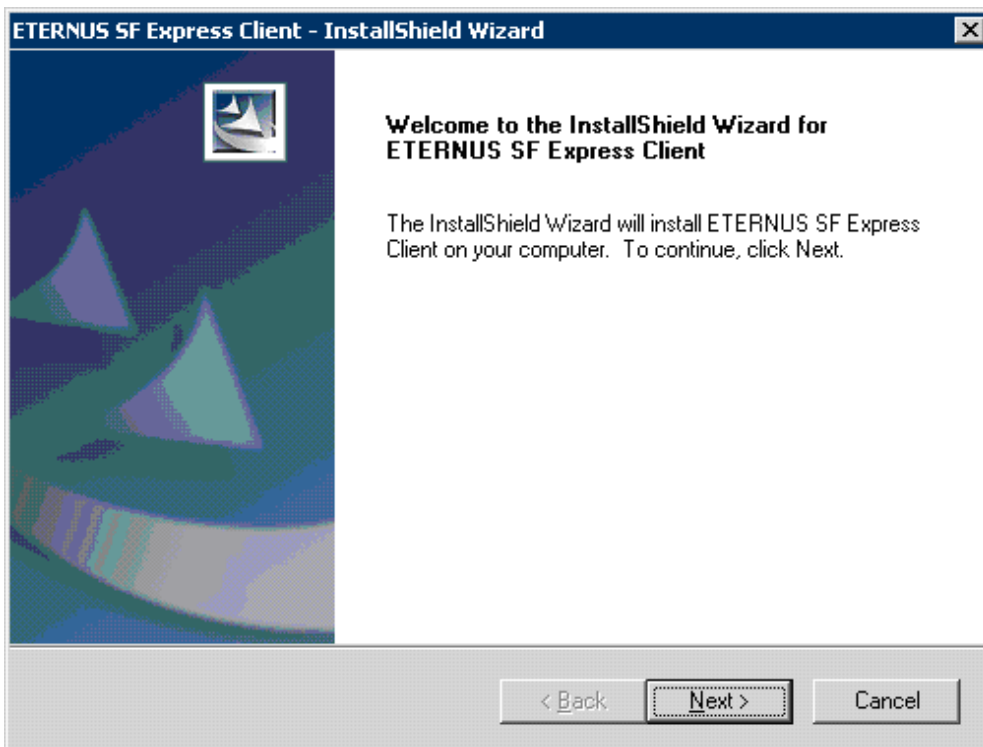 ETERNUS SF Express Client - InstallShield Wizard
Welcome to the InstallShield Wizard for
ETERNUS SF Express Client
The InstallShield Wizard will install ETERNUS SF Express
Client on your computer. To continue, click Next.
< Back
Next >
Cancel